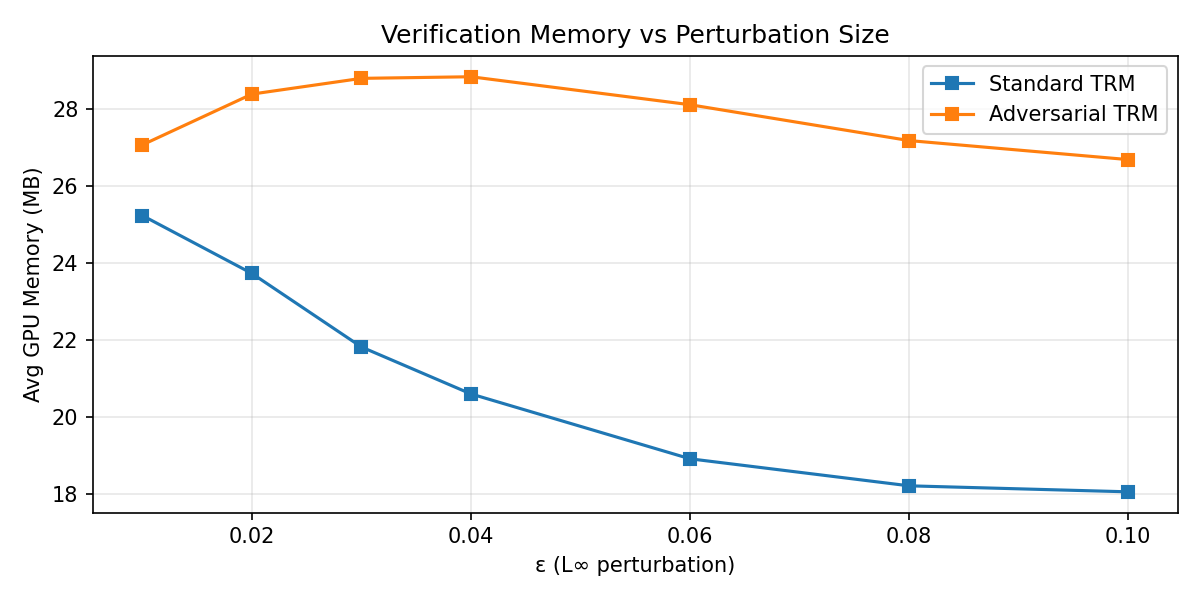 Verification Memory vs Perturbation Size
Standard TRM
Adversarial TRM
Avg GPU Memory (MB)
28
26
24
22
20
18
0.02 0.04 0.06 0.08 0.10
ε (L∞ perturbation)